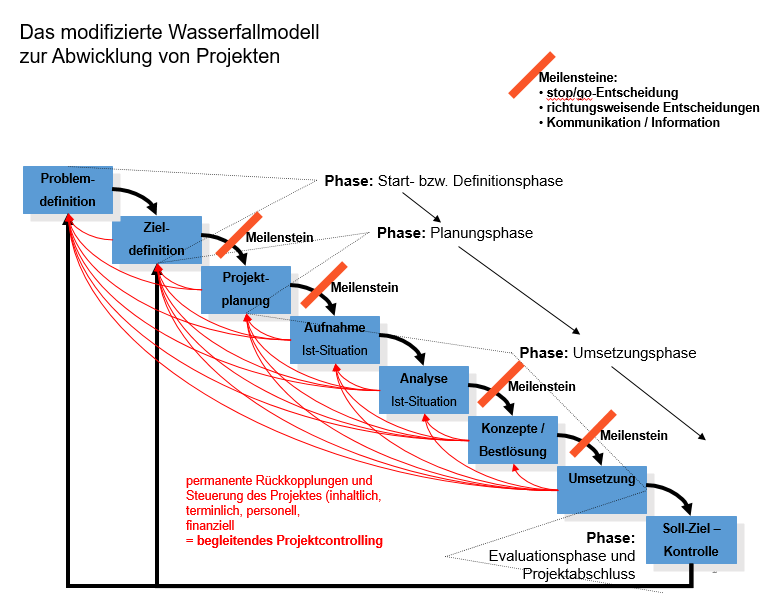 Das modifizierte Wasserfallmodell
zur Abwicklung von Projekten
Meilensteine:
• stop/go-Entscheidung
• richtungsweisende Entscheidungen
• Kommunikation / Information
Problem-
definition
Phase: Start- bzw. Definitionsphase
Ziel-
definition
Meilenstein
Phase: Planungsphase
Projekt-
planung
Meilenstein
Aufnahme
Ist-Situation
Phase: Umsetzungsphase
Analyse
Ist-Situation
Meilenstein
Konzepte /
Bestlösung
Meilenstein
Umsetzung
permanente Rückkopplungen und
Steuerung des Projektes (inhaltlich,
terminlich, personell,
finanziell
= begleitendes Projektcontrolling
Soll-Ziel –
Kontrolle
Phase:
Evaluationsphase und
Projektabschluss